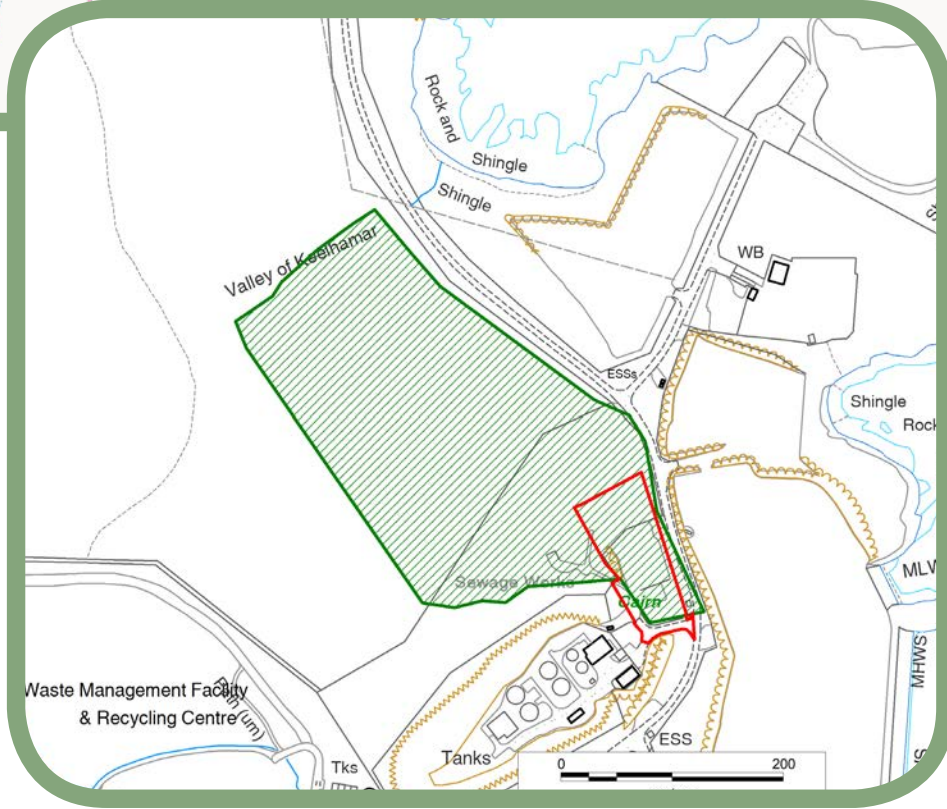 Rock and
Shingle
Shingle
Valley of Keelhamar
WB
ESSs
Shingle
Rock
Sewage Works
Cairn
MLW
MHWS
Waste Management Facility
& Recycling Centre
(um)
Tanks
ESS
Tks
0 200